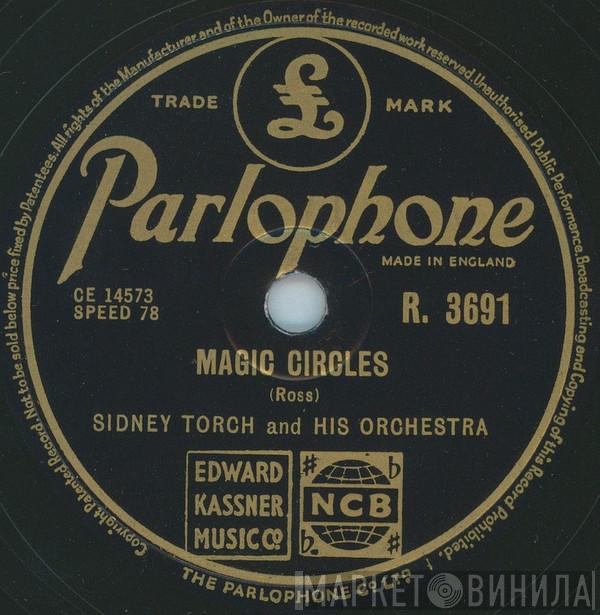 Copyright Patented Record Not to be sold below price fixed by Patentees. All rights of the Manufacturer and of the Owner of the recorded work reserved. Unauthorised Public Performance, Broadcasting and Copying of this Record Prohibited.
£
TRADE MARK
Parlophone
MADE IN ENGLAND
CE 14573
SPEED 78
R. 3691
MAGIC CIRCLES
(Ross)
SIDNEY TORCH and HIS ORCHESTRA
EDWARD
KASSNER
MUSIC CO
♯ ♭
NCB
♭ ♯
THE PARLOPHONE CO LTD
МАРКЕТ ВИНИЛА